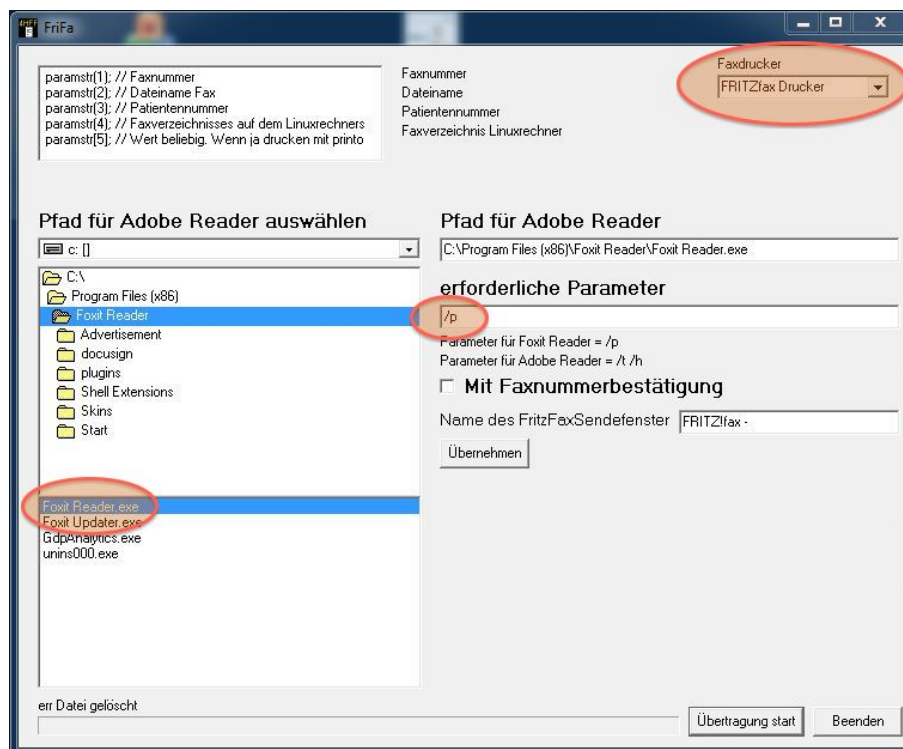 FriFa
paramstr(1); // Faxnummer
paramstr(2); // Dateiname Fax
paramstr(3); // Patientennummer
paramstr(4); // Faxverzeichnisses auf dem Linuxrechners
paramstr(5); // Wert beliebig. Wenn ja drucken mit printo
Faxnummer
Dateiname
Patientennummer
Faxverzeichnis Linuxrechner
Faxdrucker
FRITZfax Drucker
Pfad für Adobe Reader auswählen
c: []
C:\
Program Files (x86)
Foxit Reader
Advertisement
docusign
plugins
Shell Extensions
Skins
Start
Foxit Reader.exe
Foxit Updater.exe
GdpAnalytics.exe
unins000.exe
Pfad für Adobe Reader
C:\Program Files (x86)\Foxit Reader\Foxit Reader.exe
erforderliche Parameter
/p
Parameter für Foxit Reader = /p
Parameter für Adobe Reader = /t /h
Mit Faxnummerbestätigung
Name des FritzFaxSendefenster FRITZ!fax -
Übernehmen
err Datei gelöscht
Übertragung start
Beenden